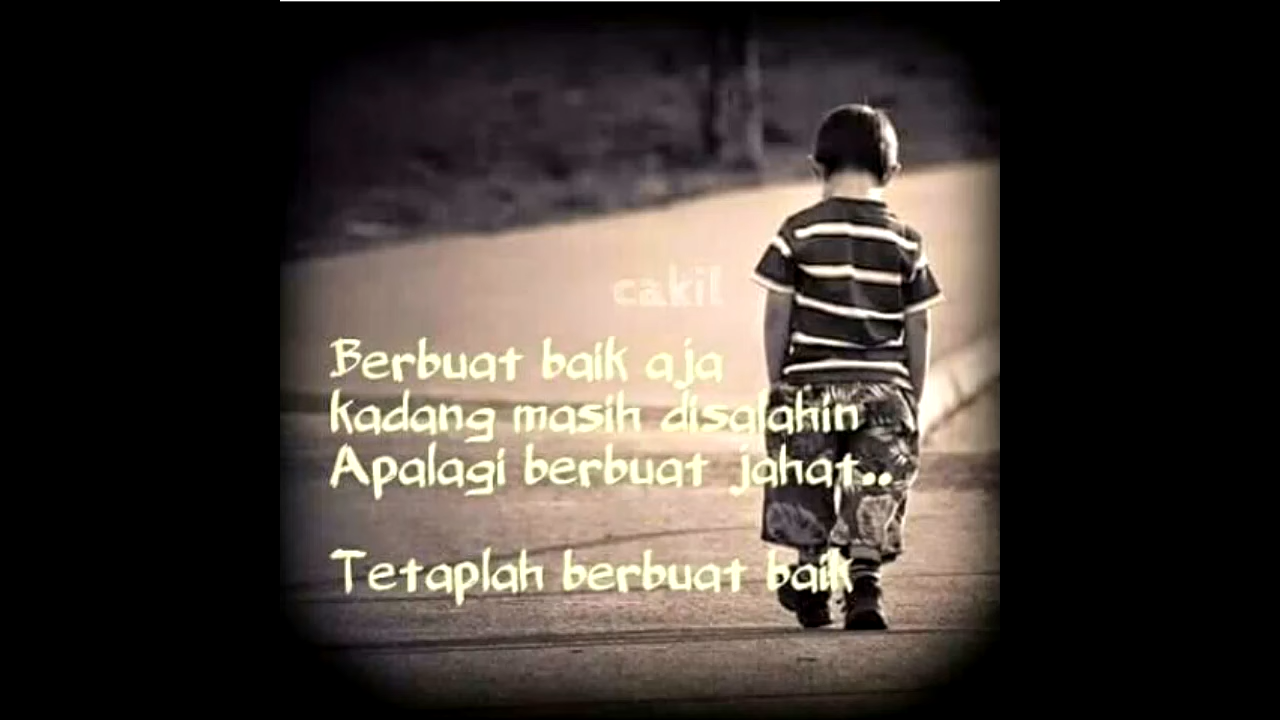 cakil
Berbuat baik aja
kadang masih disalahin
Apalagi berbuat jahat..
Tetaplah berbuat baik